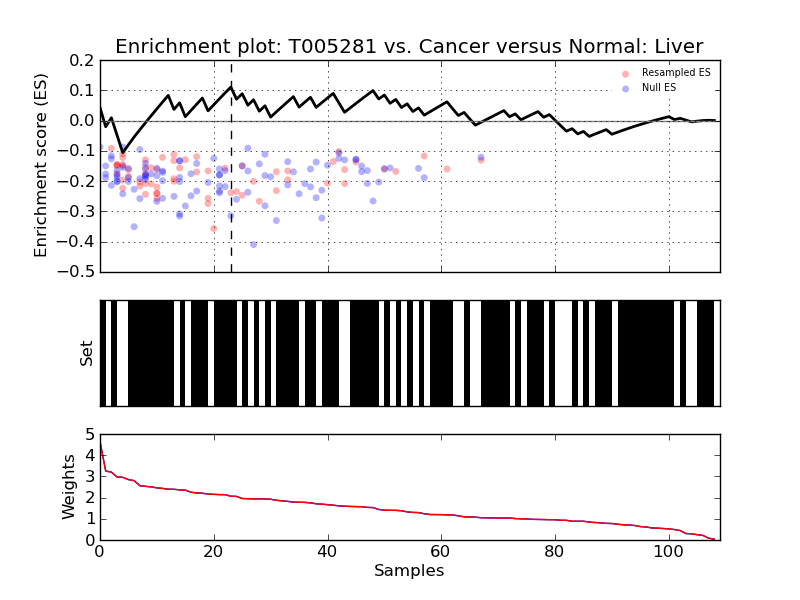 Enrichment plot: T005281 vs. Cancer versus Normal: Liver
Enrichment score (ES)
0.2
0.1
0.0
−0.1
−0.2
−0.3
−0.4
−0.5
Resampled ES
Null ES
Set
Weights
5
4
3
2
1
0
0 20 40 60 80 100
Samples